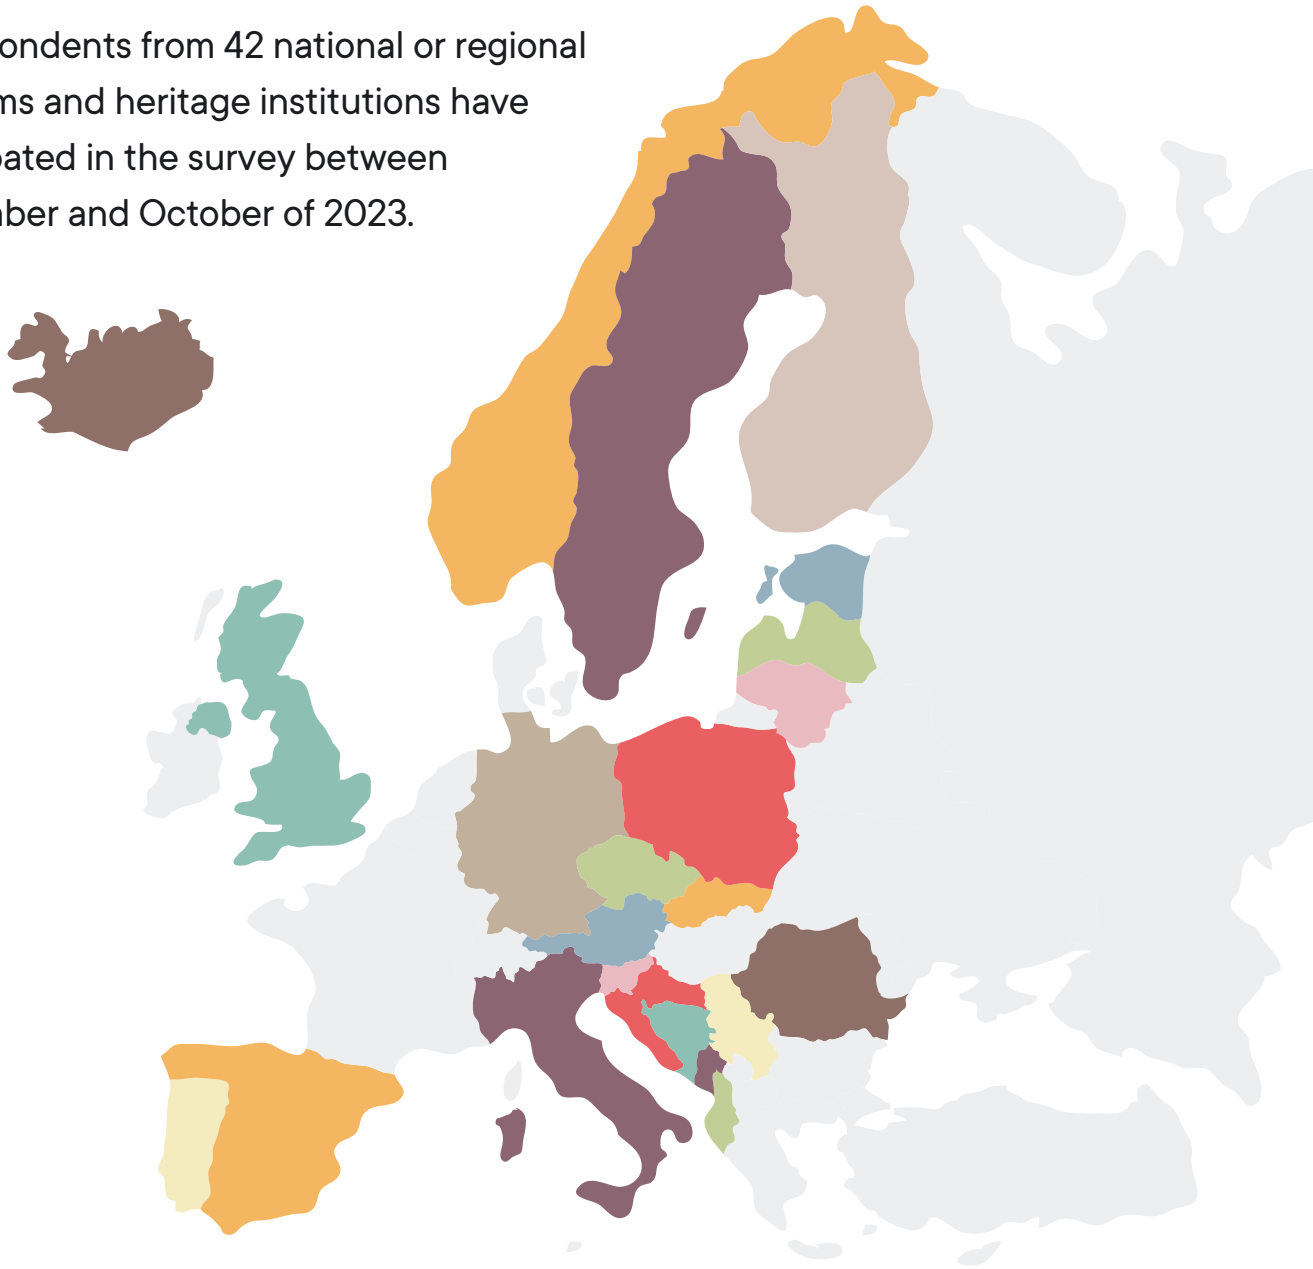 ondents from 42 national or regional
ms and heritage institutions have
pated in the survey between
ber and October of 2023.